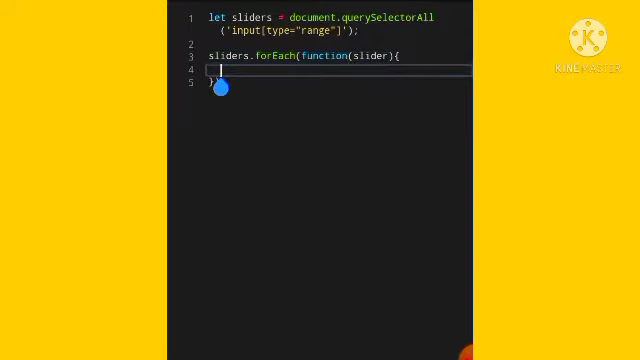 1 let sliders = document.querySelectorAll
('input[type="range"]');
2
3 sliders.forEach(function(slider){
4
5 })
K
KINEMASTER